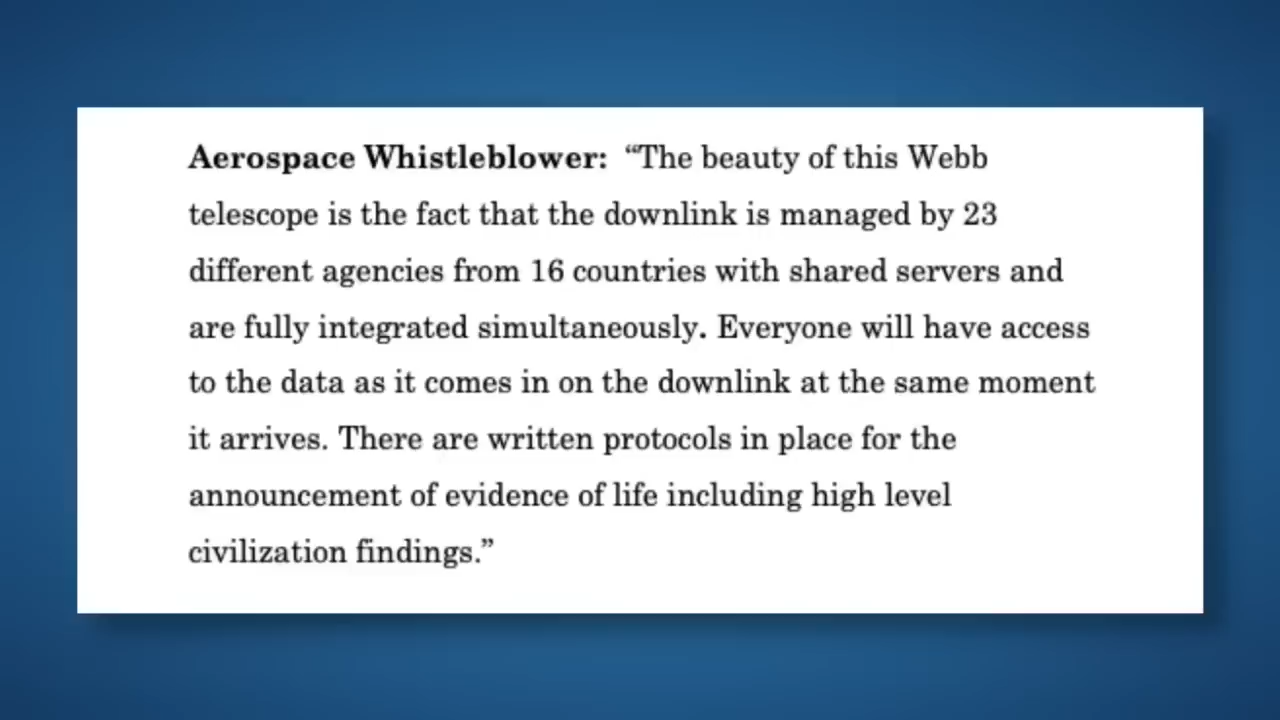 Aerospace Whistleblower: “The beauty of this Webb
telescope is the fact that the downlink is managed by 23
different agencies from 16 countries with shared servers and
are fully integrated simultaneously. Everyone will have access
to the data as it comes in on the downlink at the same moment
it arrives. There are written protocols in place for the
announcement of evidence of life including high level
civilization findings.”